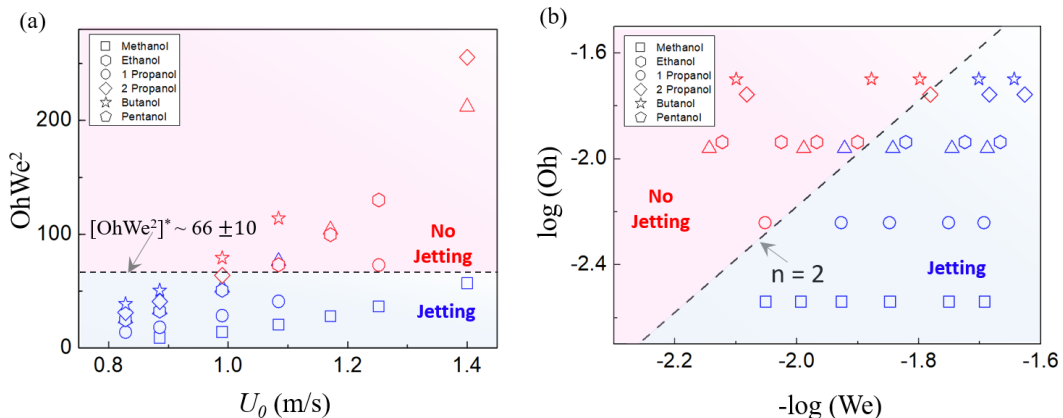 (a)
250
200
100
0
OhWe²
Methanol
Ethanol
1 Propanol
2 Propanol
Butanol
Pentanol
[OhWe²]* ~ 66 ±10
No
Jetting
Jetting
0.8
1.0
1.2
1.4
U₀ (m/s)
(b)
-1.6
-2.0
-2.4
log (Oh)
Methanol
Ethanol
1 Propanol
2 Propanol
Butanol
Pentanol
No
Jetting
n = 2
Jetting
-2.2
-2.0
-1.8
-1.6
-log (We)